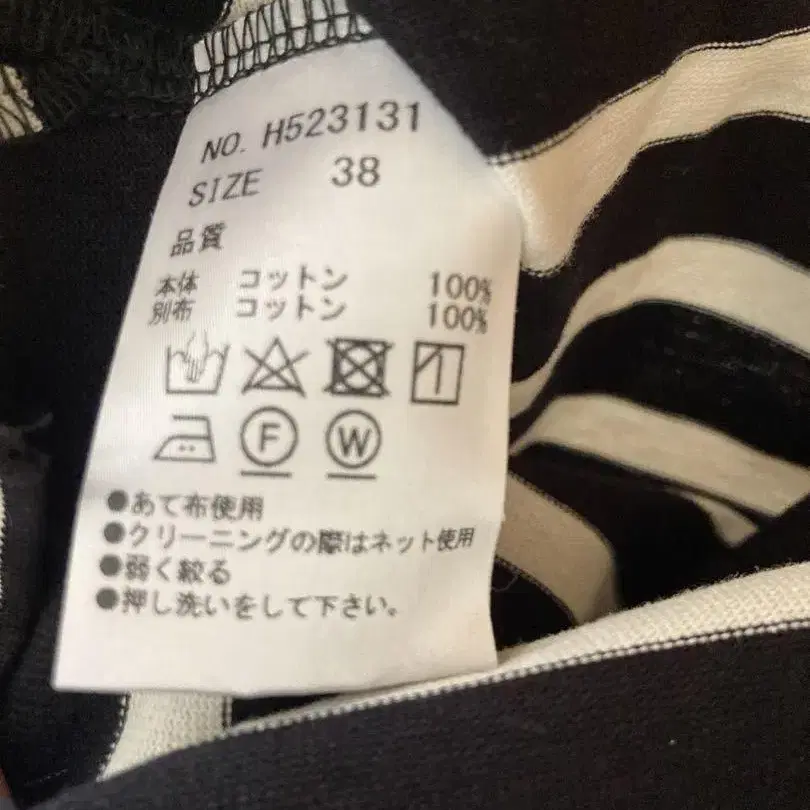 NO. H523131
SIZE 38
品質
本体 コットン 100%
別布 コットン 100%
F W
●あて布使用
●クリーニングの際はネット使用
●弱く絞る
●押し洗いをして下さい。